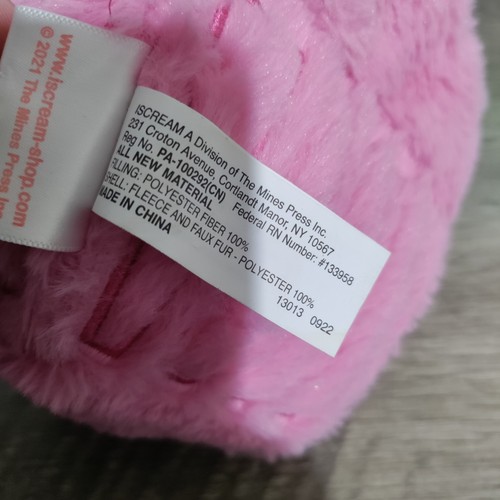 www.iscream-shop.com
© 2021 The Mines Press Inc
ISCREAM A Division of The Mines Press Inc.
231 Croton Avenue, Cortlandt Manor, NY 10567
Reg No. PA-100292(CN) Federal RN Number: #133958
ALL NEW MATERIAL
FILLING: POLYESTER FIBER 100%
SHELL: FLEECE AND FAUX FUR - POLYESTER 100%
MADE IN CHINA
13013 0922